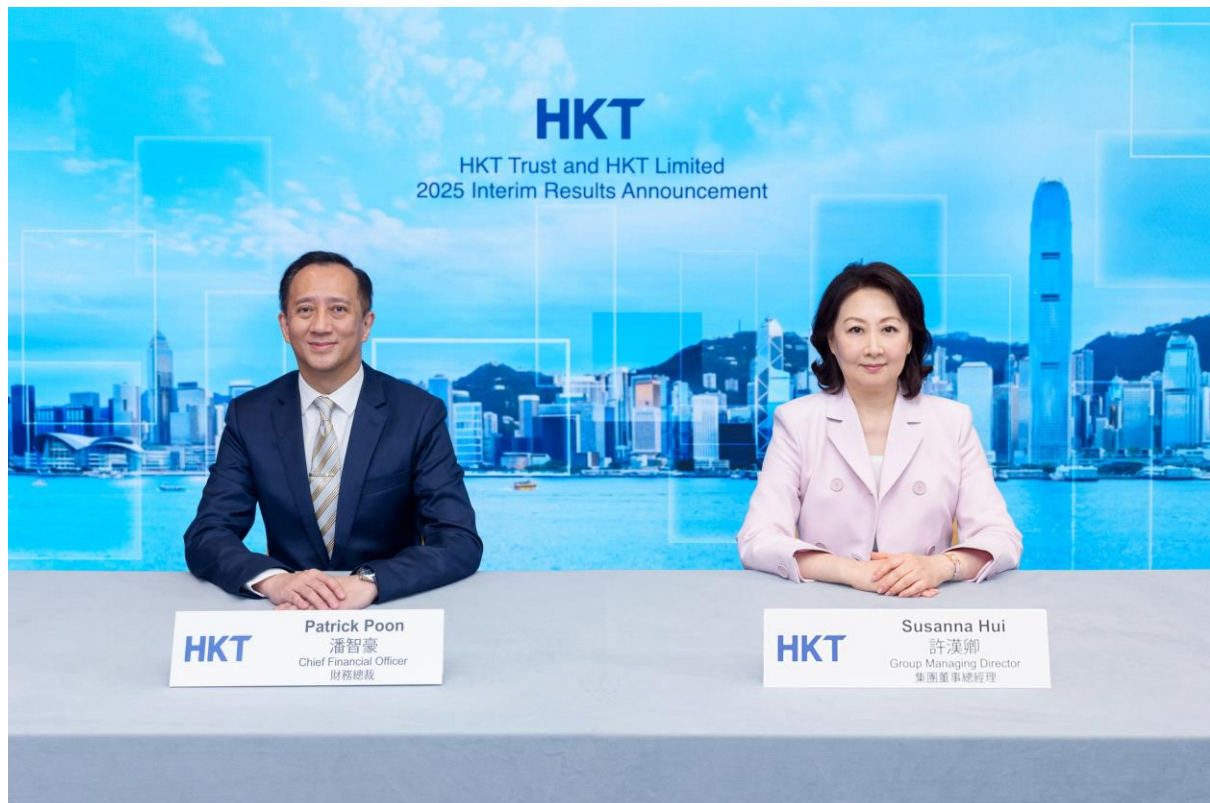 HKT
HKT Trust and HKT Limited
2025 Interim Results Announcement
HKT
Patrick Poon
潘智豪
Chief Financial Officer
財務總裁
HKT
Susanna Hui
許漢卿
Group Managing Director
集團董事總經理